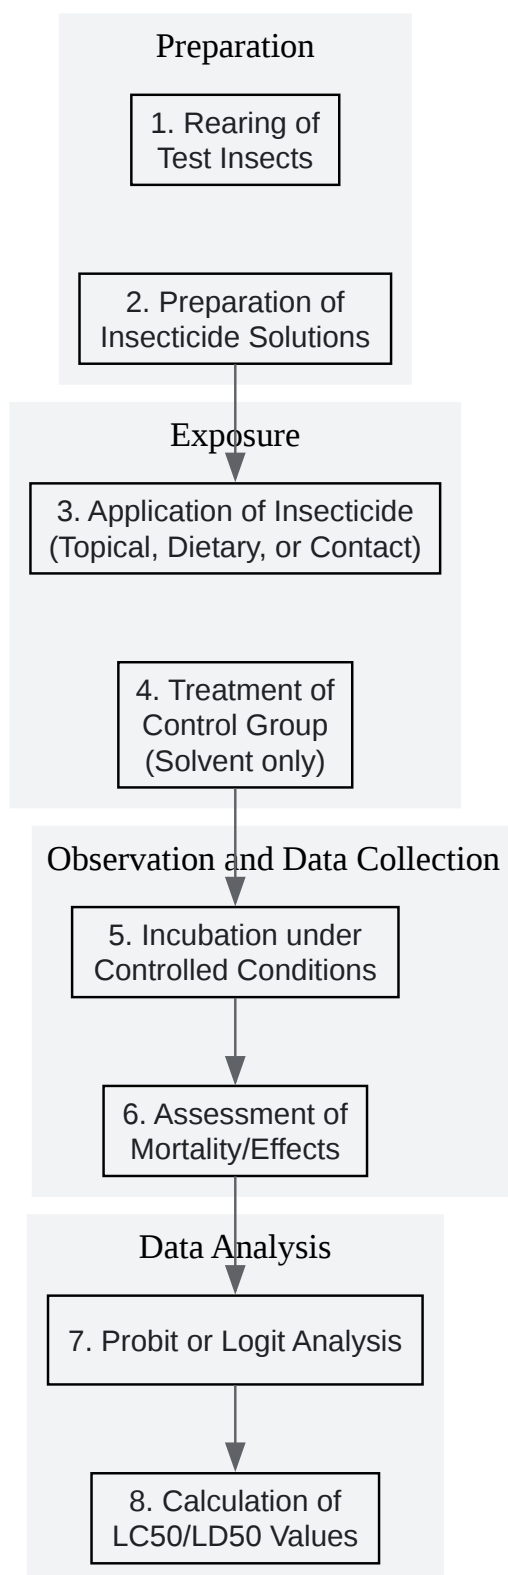 Preparation
1. Rearing of
Test Insects
2. Preparation of
Insecticide Solutions
Exposure
3. Application of Insecticide
(Topical, Dietary, or Contact)
4. Treatment of
Control Group
(Solvent only)
Observation and Data Collection
5. Incubation under
Controlled Conditions
6. Assessment of
Mortality/Effects
Data Analysis
7. Probit or Logit Analysis
8. Calculation of
LC50/LD50 Values